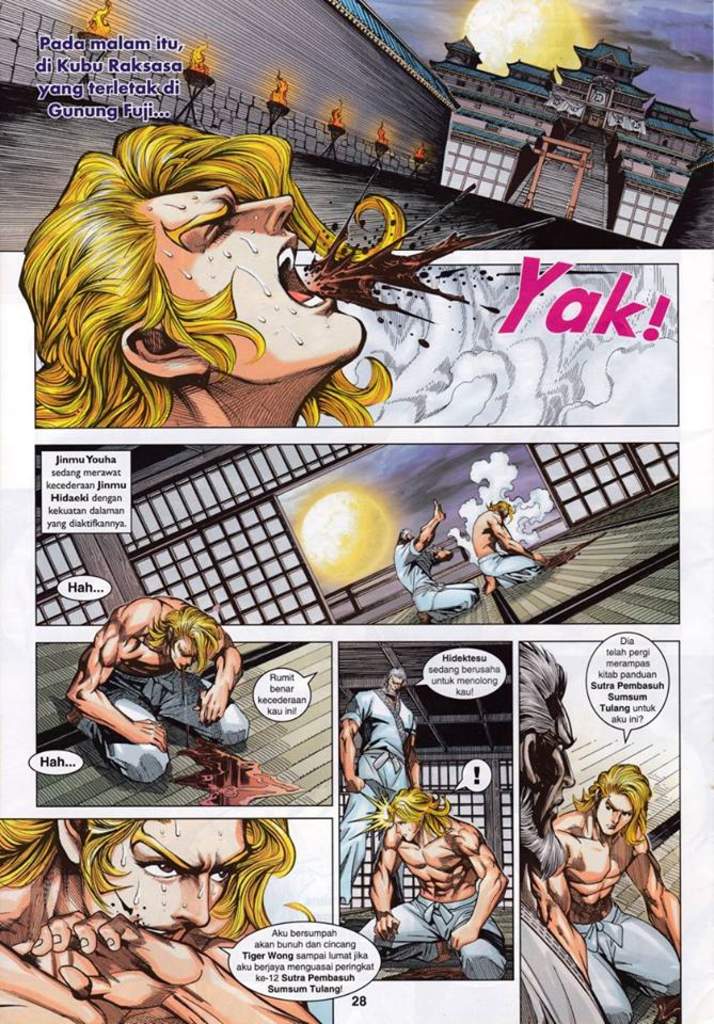 Pada malam itu,
di Kubu Raksasa
yang terletak di
Gunung Fuji...
Yak!
Jinmu Youha
sedang merawat
kecederaan Jinmu
Hidaeki dengan
kekuatan dalaman
yang diaktifkannya.
Hah...
Rumit
benar
kecederaan
kau ini!
Hah...
Hidektesu
sedang berusaha
untuk menolong
kau!
!
Dia
telah pergi
merampas
kitab panduan
Sutra Pembasuh
Sumsum
Tulang untuk
aku ini?
Aku bersumpah
akan bunuh dan cincang
Tiger Wong
sampai lumat jika
aku berjaya menguasai peringkat
ke-12 Sutra Pembasuh
Sumsum Tulang!
28